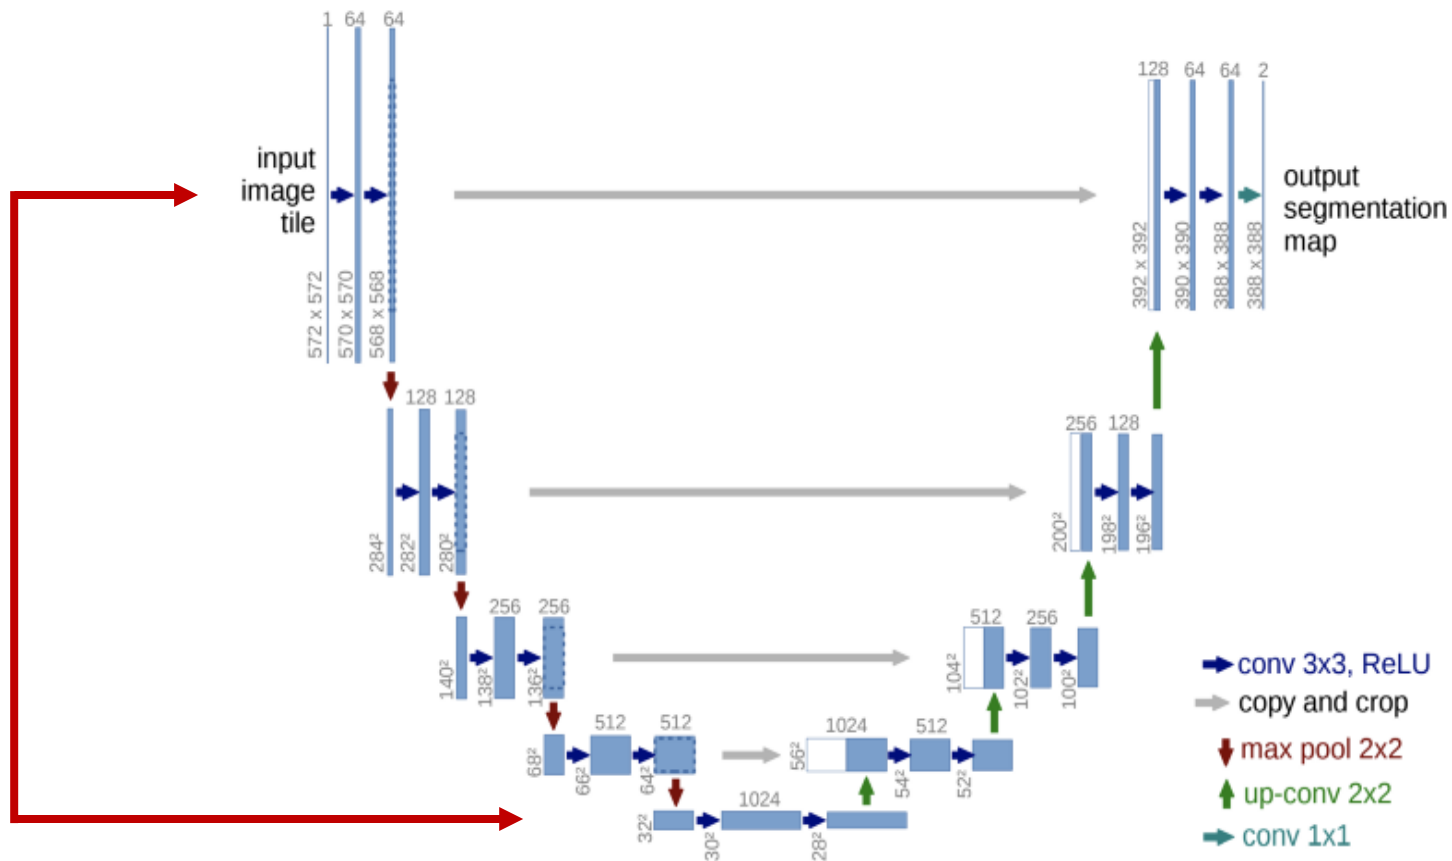 1 64 64
input
image
tile
572 x 572
570 x 570
568 x 568
128 64 64 2
output
segmentation
map
392 x 392
390 x 390
388 x 388
388 x 388
128 128
284²
282²
280²
256 128
200²
198²
196²
256 256
140²
138²
136²
512 256
104²
102²
100²
512 512
68²
66²
64²
1024 512
56²
54²
52²
1024
32²
30²
28²
conv 3x3, ReLU
copy and crop
max pool 2x2
up-conv 2x2
conv 1x1